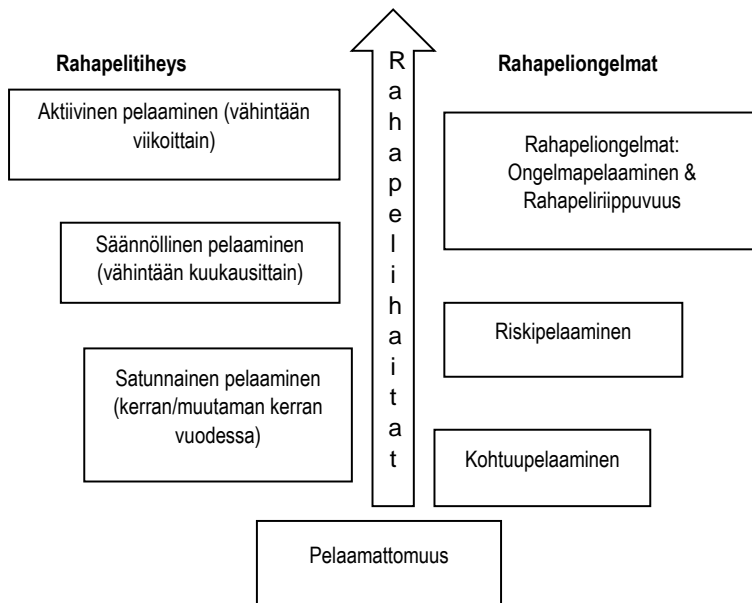 Rahapelitiheys
Aktiivinen pelaaminen (vähintään
viikoittain)
Säännöllinen pelaaminen
(vähintään kuukausittain)
Satunnainen pelaaminen
(kerran/muutaman kerran
vuodessa)
Rahapelihaitat
Rahapeliongelmat
Rahapeliongelmat:
Ongelmapelaaminen &
Rahapeliriippuvuus
Riskipelaaminen
Kohtuupelaaminen
Pelaamattomuus